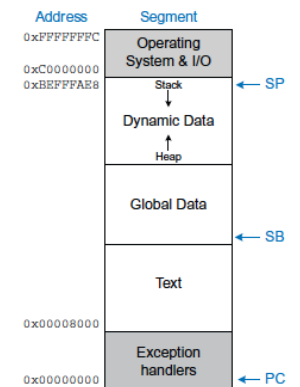 Address Segment
0xFFFFFFFC
Operating
System & I/O
0xC0000000
0xBEFFFAE8 Stack SP
Dynamic Data
Heap
Global Data
SB
Text
0x00008000
Exception
handlers
0x00000000 PC